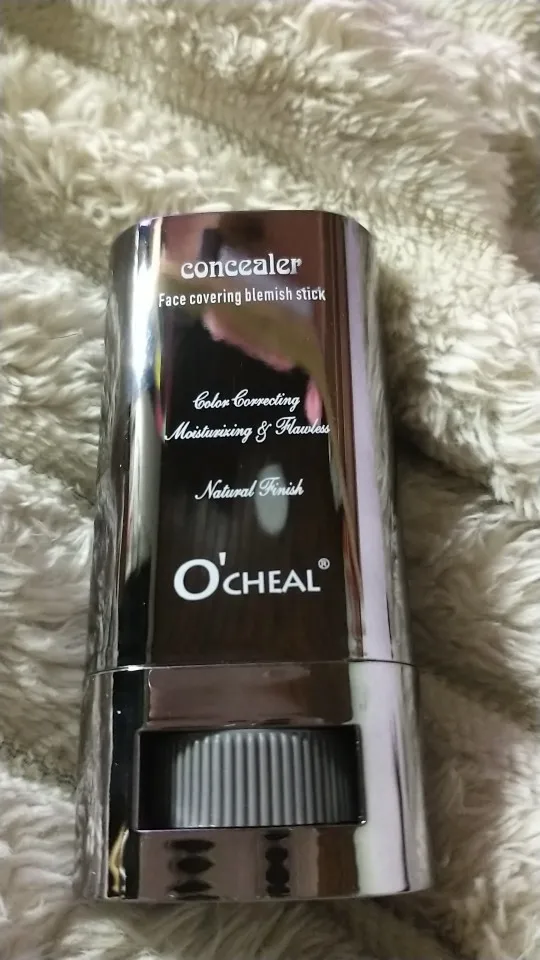 concealer
Face covering blemish stick
Color Correcting
Moisturizing & Flawless
Natural Finish
O'CHEAL®